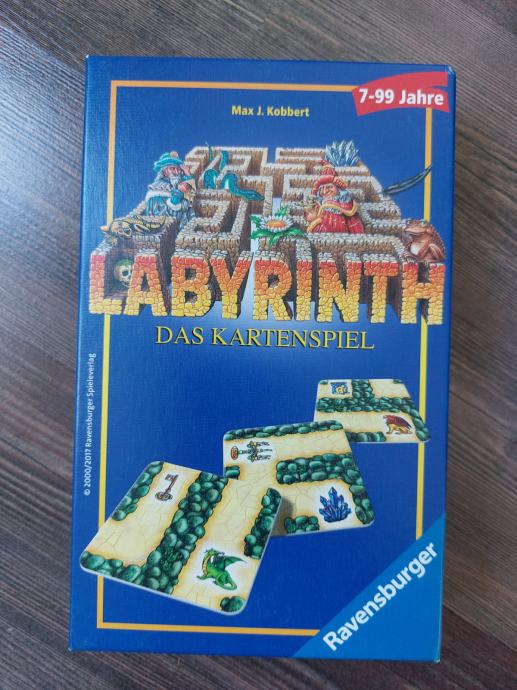 7-99 Jahre
Max J. Kobbert
LABYRINTH
DAS KARTENSPIEL
© 2000/2017 Ravensburger Spieleverlag
Ravensburger